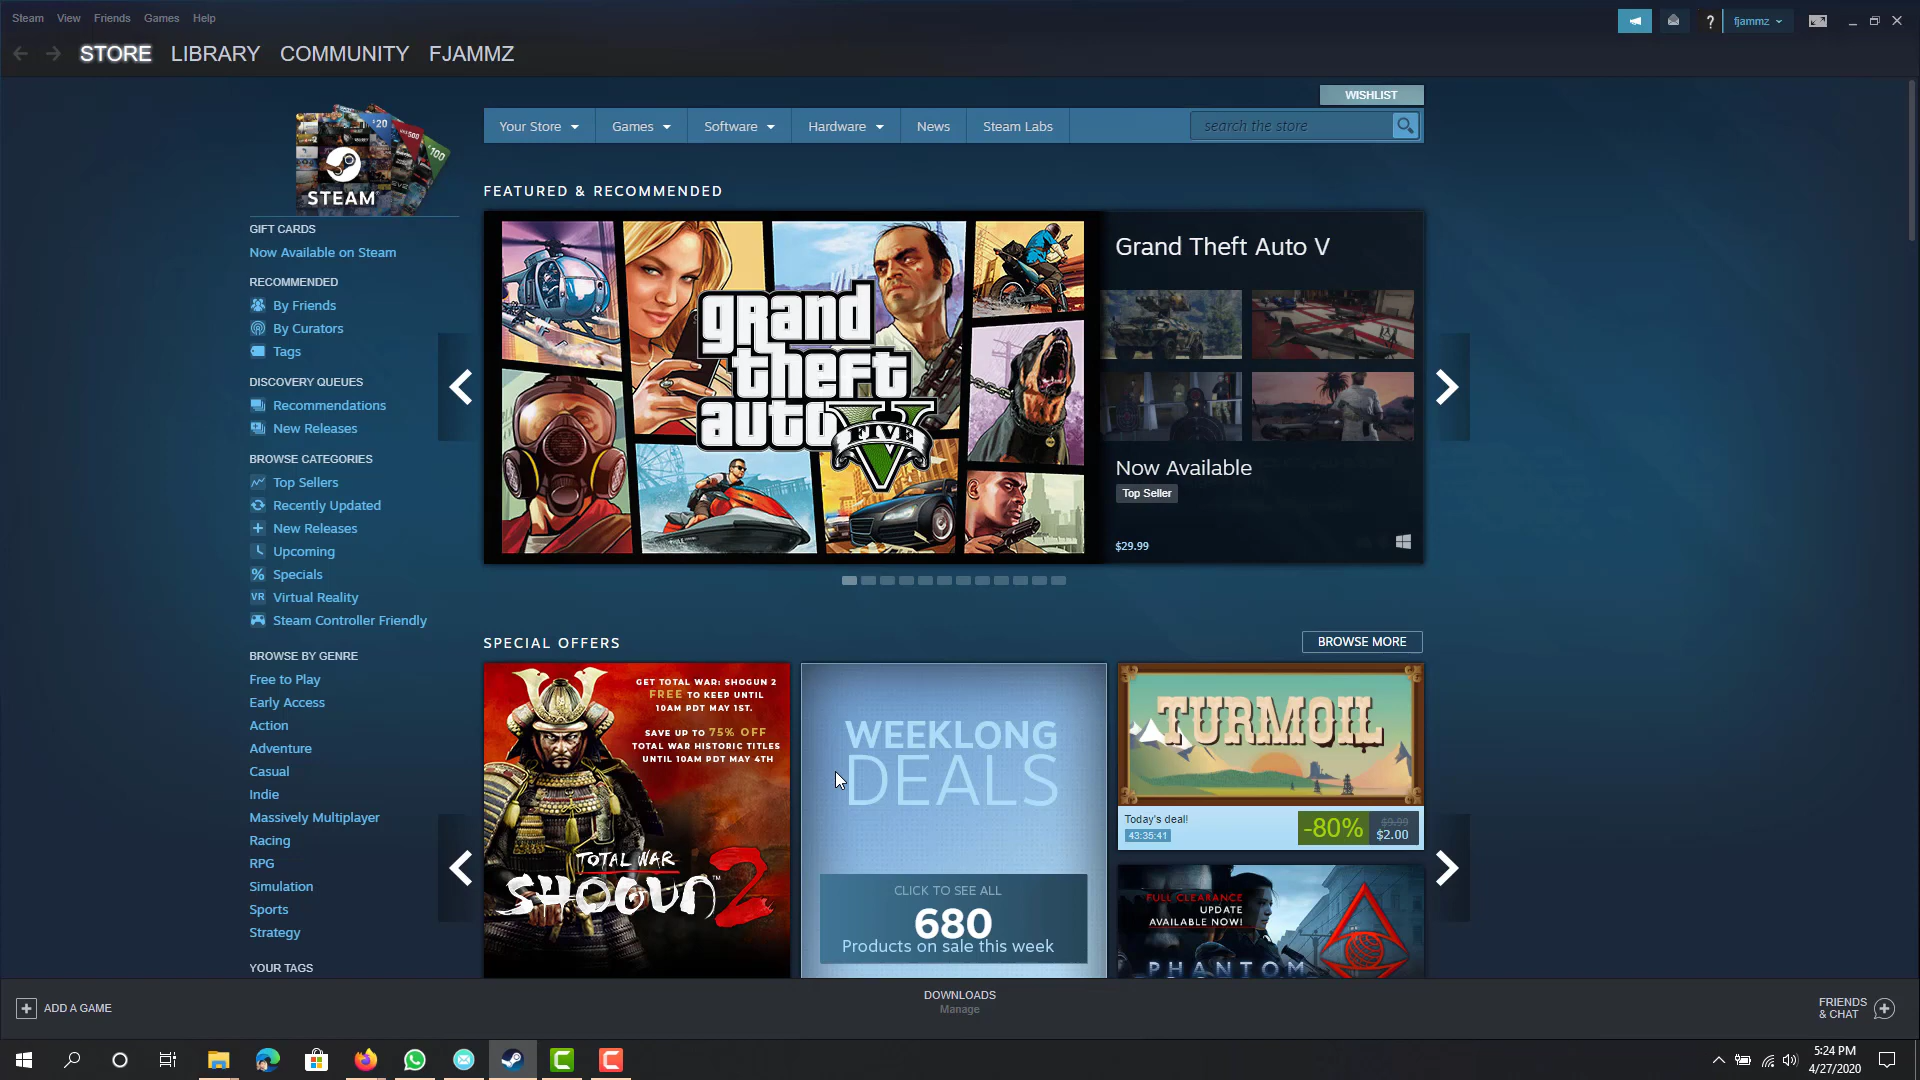 Steam View Friends Games Help
fjammz
STORE LIBRARY COMMUNITY FJAMMZ
WISHLIST
Your Store Games Software Hardware News Steam Labs search the store
$20
$500
$100
STEAM
GIFT CARDS
Now Available on Steam
RECOMMENDED
By Friends
By Curators
Tags
DISCOVERY QUEUES
Recommendations
New Releases
BROWSE CATEGORIES
Top Sellers
Recently Updated
New Releases
Upcoming
Specials
VR Virtual Reality
Steam Controller Friendly
BROWSE BY GENRE
Free to Play
Early Access
Action
Adventure
Casual
Indie
Massively Multiplayer
Racing
RPG
Simulation
Sports
Strategy
YOUR TAGS
FEATURED & RECOMMENDED
grand
theft
auto V
FIVE
Grand Theft Auto V
Now Available
Top Seller
$29.99
SPECIAL OFFERS
BROWSE MORE
GET TOTAL WAR: SHOGUN 2
FREE TO KEEP UNTIL
10AM PDT MAY 1ST.
SAVE UP TO 75% OFF
TOTAL WAR HISTORIC TITLES
UNTIL 10AM PDT MAY 4TH
TOTAL WAR
SHOGUN 2™
WEEKLONG
DEALS
CLICK TO SEE ALL
680
Products on sale this week
TURMOIL
Today's deal!
43:35:41
-80%
$9.99
$2.00
FULL CLEARANCE
UPDATE
AVAILABLE NOW!
PHANTOM
ADD A GAME
DOWNLOADS
Manage
FRIENDS
& CHAT
5:24 PM
4/27/2020